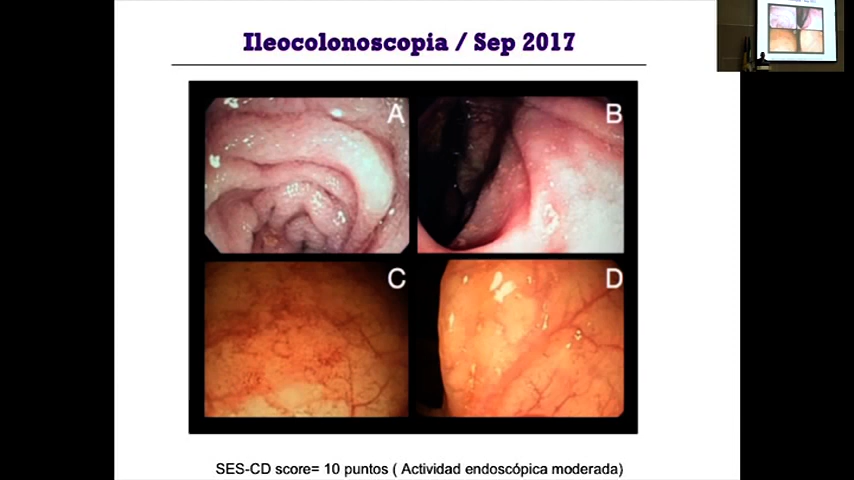 Ileocolonoscopia / Sep 2017
A
B
C
D
SES-CD score= 10 puntos ( Actividad endoscópica moderada)